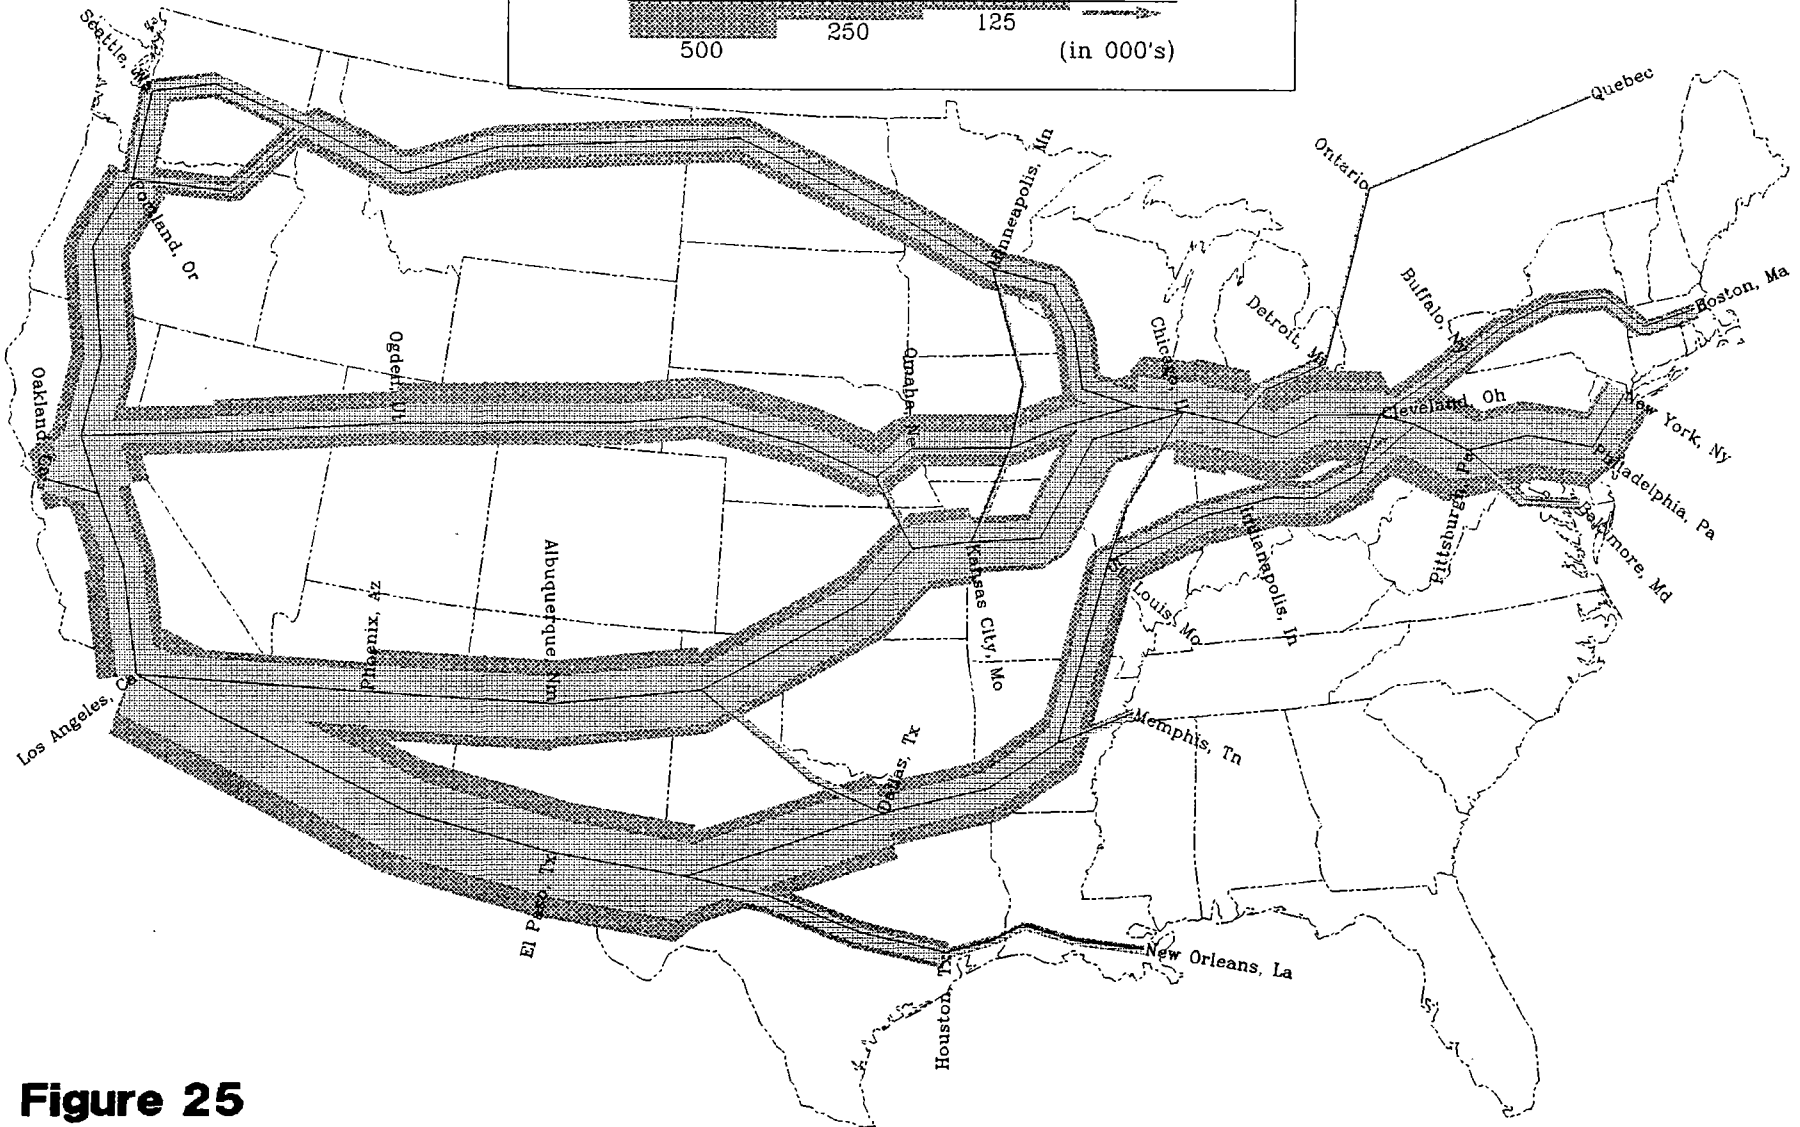 500
250
125
(in 000's)
Seattle,
Quebec
Ontario
Minneapolis, Mn
Portland, Or
Boston, Ma
Buffalo, Ny
Detroit, Mi
Chicago, Il
Ogden, Ut
Omaha, Ne
Oakland, Ca
Cleveland, Oh
New York, Ny
Philadelphia, Pa
Pittsburgh, Pa
Baltimore, Md
Indianapolis, In
St. Louis, Mo
Kansas City, Mo
Albuquerque, Nm
Phoenix, Az
Los Angeles, Ca
Memphis, Tn
Dallas, Tx
El Paso, Tx
Houston, Tx
New Orleans, La
Figure 25